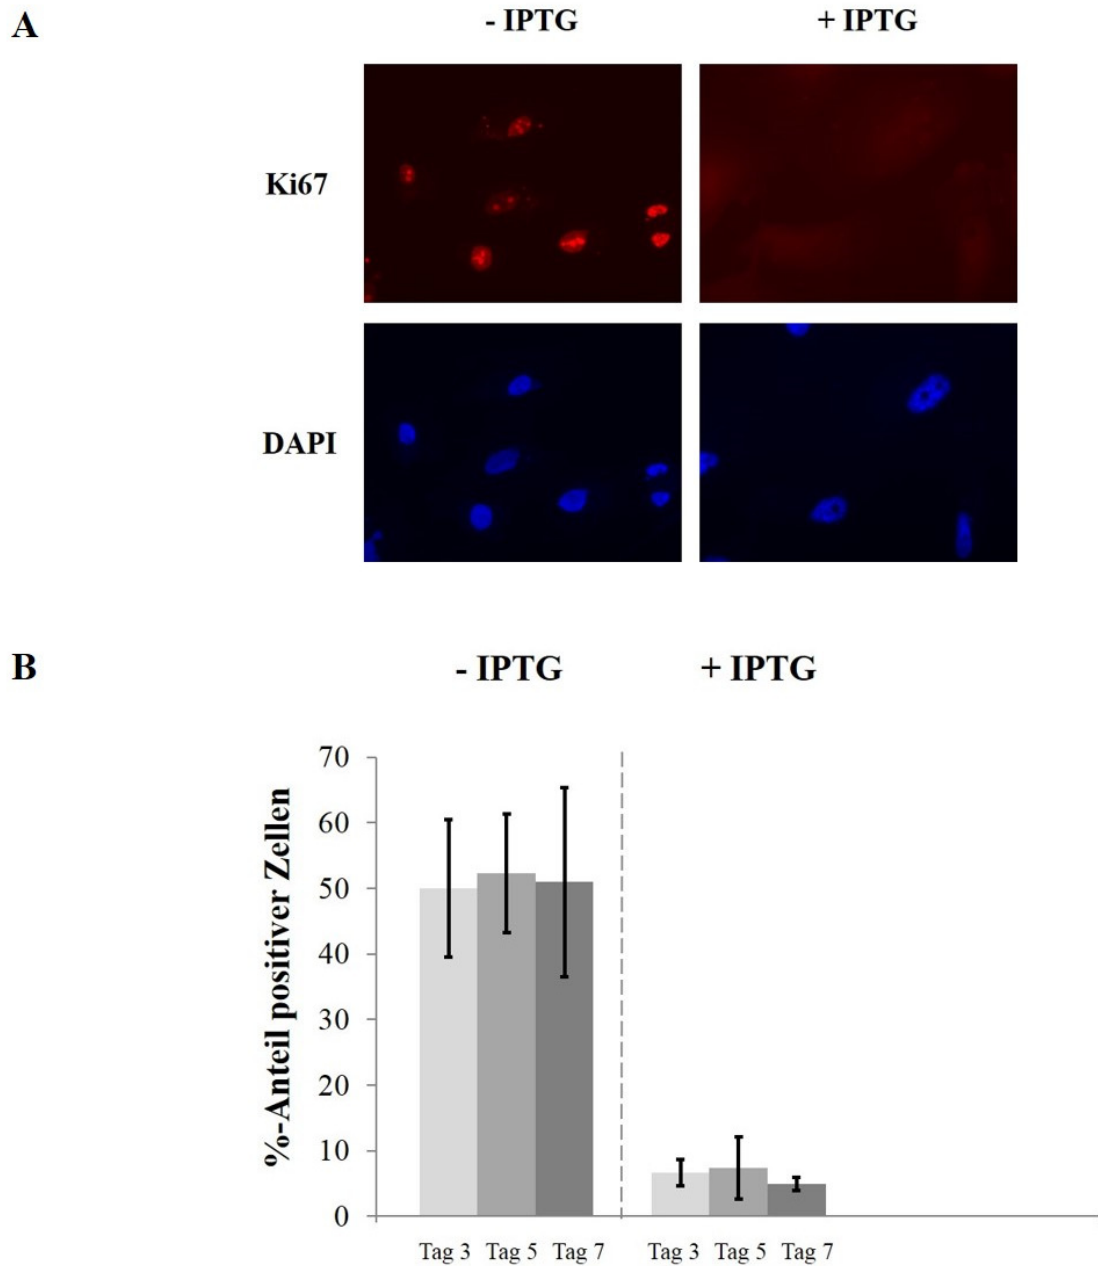 A
- IPTG + IPTG
Ki67
DAPI
B
- IPTG + IPTG
%-Anteil positiver Zellen
70
60
50
40
30
20
10
0
Tag 3 Tag 5 Tag 7 Tag 3 Tag 5 Tag 7